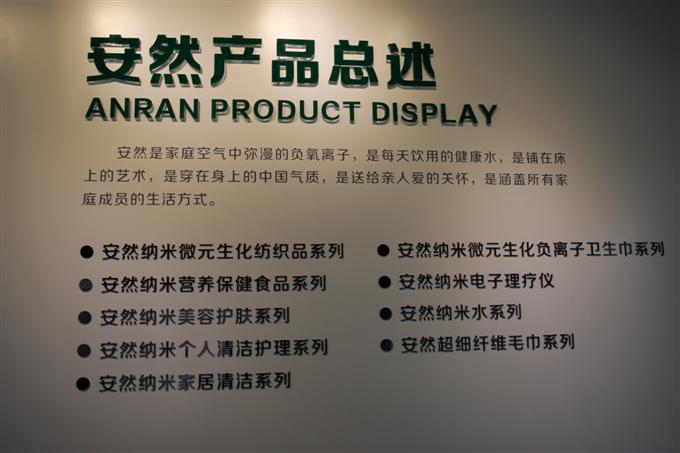 安然产品总述
ANRAN PRODUCT DISPLAY
安然是家庭空气中弥漫的负氧离子，是每天饮用的健康水，是铺在床
上的艺术，是穿在身上的中国气质，是送给亲人爱的关怀，是涵盖所有家
庭成员的生活方式。
● 安然纳米微元生化纺织品系列
● 安然纳米营养保健食品系列
● 安然纳米美容护肤系列
● 安然纳米个人清洁护理系列
● 安然纳米家居清洁系列
● 安然纳米微元生化负离子卫生巾系列
● 安然纳米电子理疗仪
● 安然纳米水系列
● 安然超细纤维毛巾系列